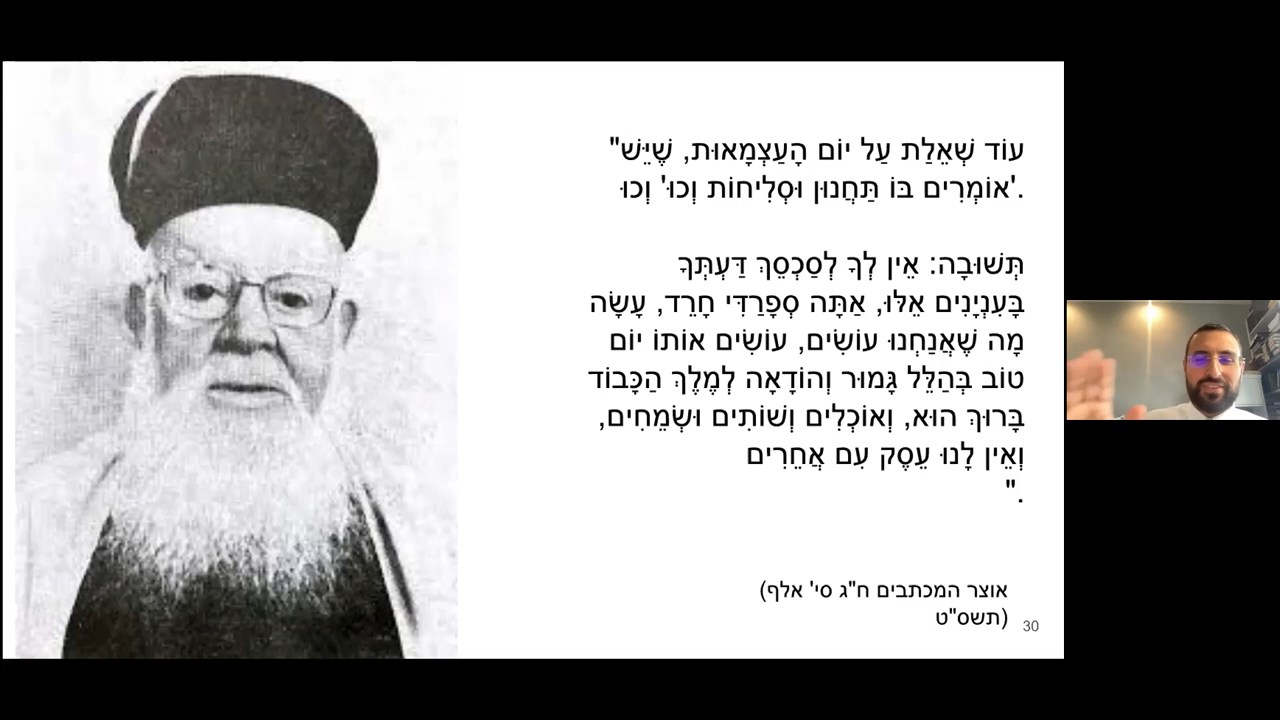 "עוֹד שְׁאֵלַת עַל יוֹם הָעַצְמָאוּת, שֶׁיֵּשׁ
אוֹמְרִים בּוֹ תַּחֲנוּן וּסְלִיחוֹת וְכוּ' וְכוּ'.
תְּשׁוּבָה: אֵין לְךָ לְסַכְסֵךְ דַּעְתְּךָ
בָּעִנְיָנִים אֵלּוּ, אַתָּה סְפָרַדִּי חָרֵד, עָשָׂה
מָה שֶׁאֲנַחְנוּ עוֹשִׂים, עוֹשִׂים אוֹתוֹ יוֹם
טוֹב בְּהַלֵּל גָּמוּר וְהוֹדָאָה לְמֶלֶךְ הַכָּבוֹד
בָּרוּךְ הוּא, וְאוֹכְלִים וְשׁוֹתִים וּשְׂמֵחִים,
וְאֵין לָנוּ עֵסֶק עִם אֲחֵרִים
."
אוצר המכתבים ח"ג סי' אלף)
(תשס"ט
30